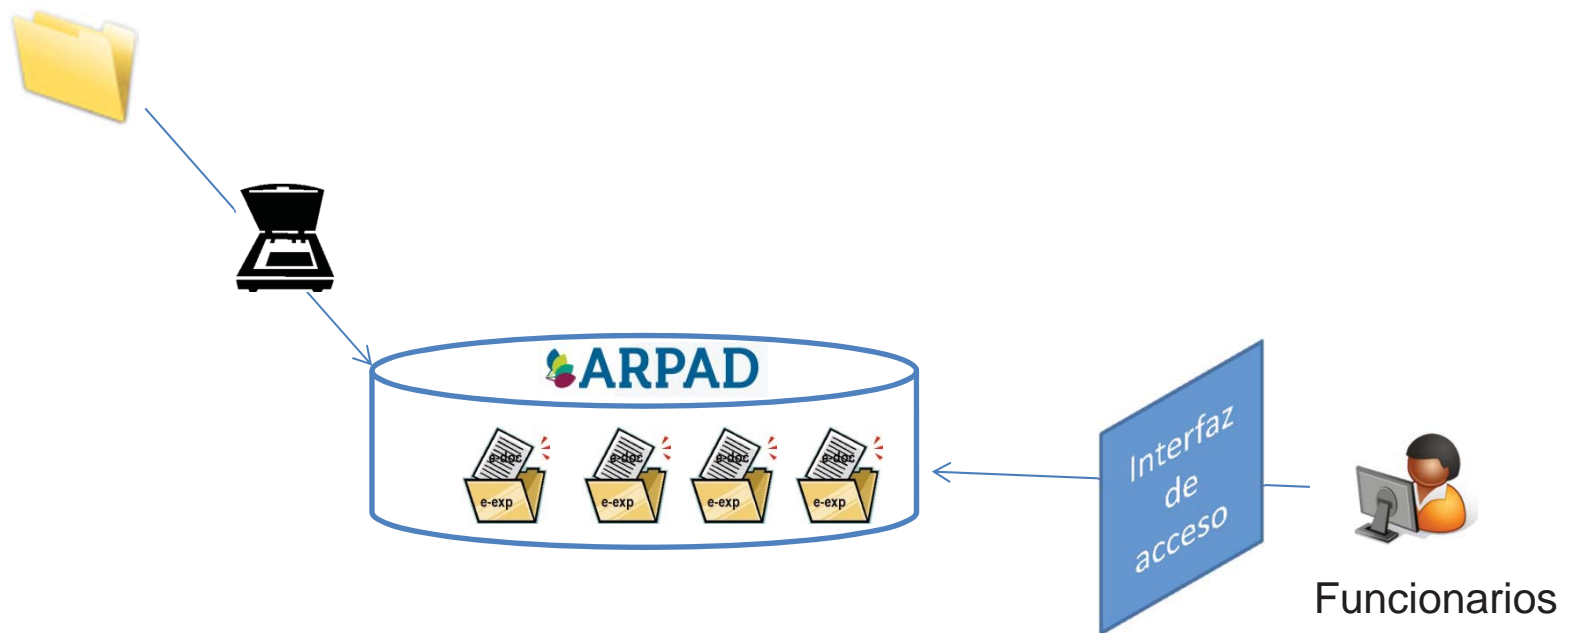 ARPAD
e-doc
e-exp
e-doc
e-exp
e-doc
e-exp
e-doc
e-exp
Interfaz
de
acceso
Funcionarios